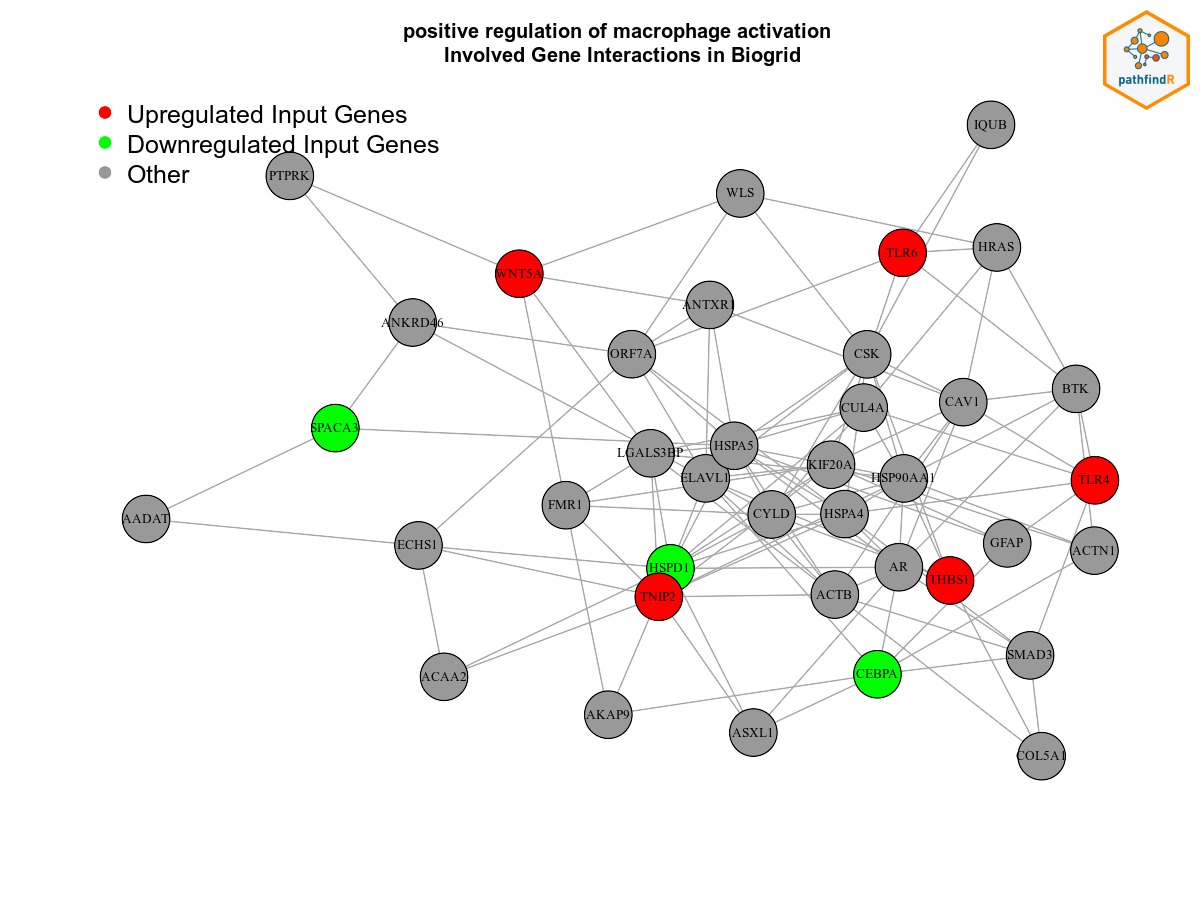 positive regulation of macrophage activation
Involved Gene Interactions in Biogrid
pathfindR
Upregulated Input Genes
Downregulated Input Genes
Other
IQUB
PTPRK
WLS
HRAS
TLR6
WNT5A
ANTXR1
ANKRD46
ORF7A
CSK
BTK
CAV1
CUL4A
SPACA3
HSPA5
LGALS3BP
KIF20A
ELAVL1
HSP90AA1
TLR4
FMR1
CYLD
HSPA4
AADAT
ECHS1
GFAP
ACTN1
HSPD1
AR
THBS1
TNIP2
ACTB
SMAD3
CEBPA
ACAA2
AKAP9
ASXL1
COL5A1